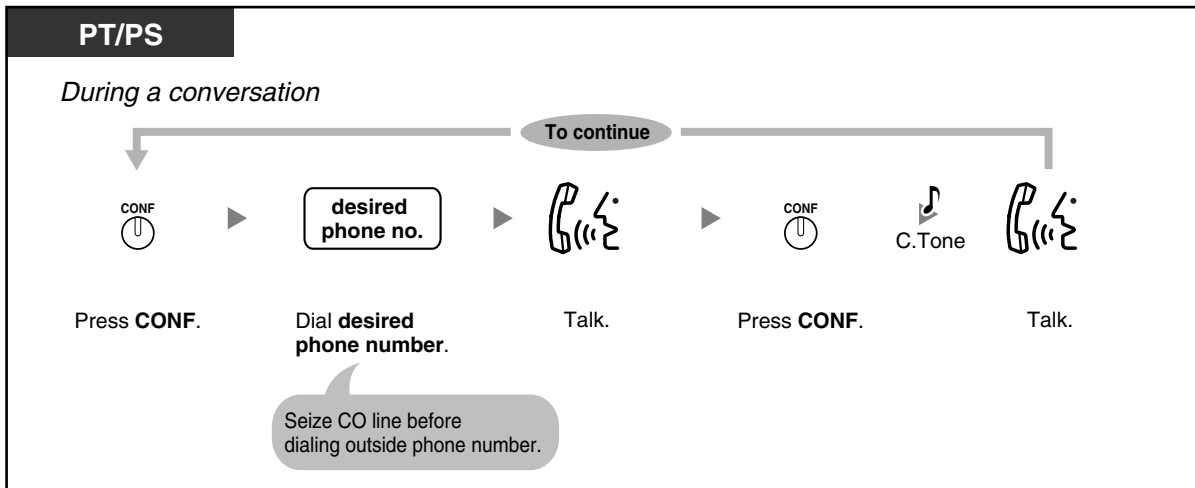 PT/PS
During a conversation
To continue
CONF
desired
phone no.
CONF
C.Tone
Press CONF.
Dial desired
phone number.
Talk.
Press CONF.
Talk.
Seize CO line before
dialing outside phone number.